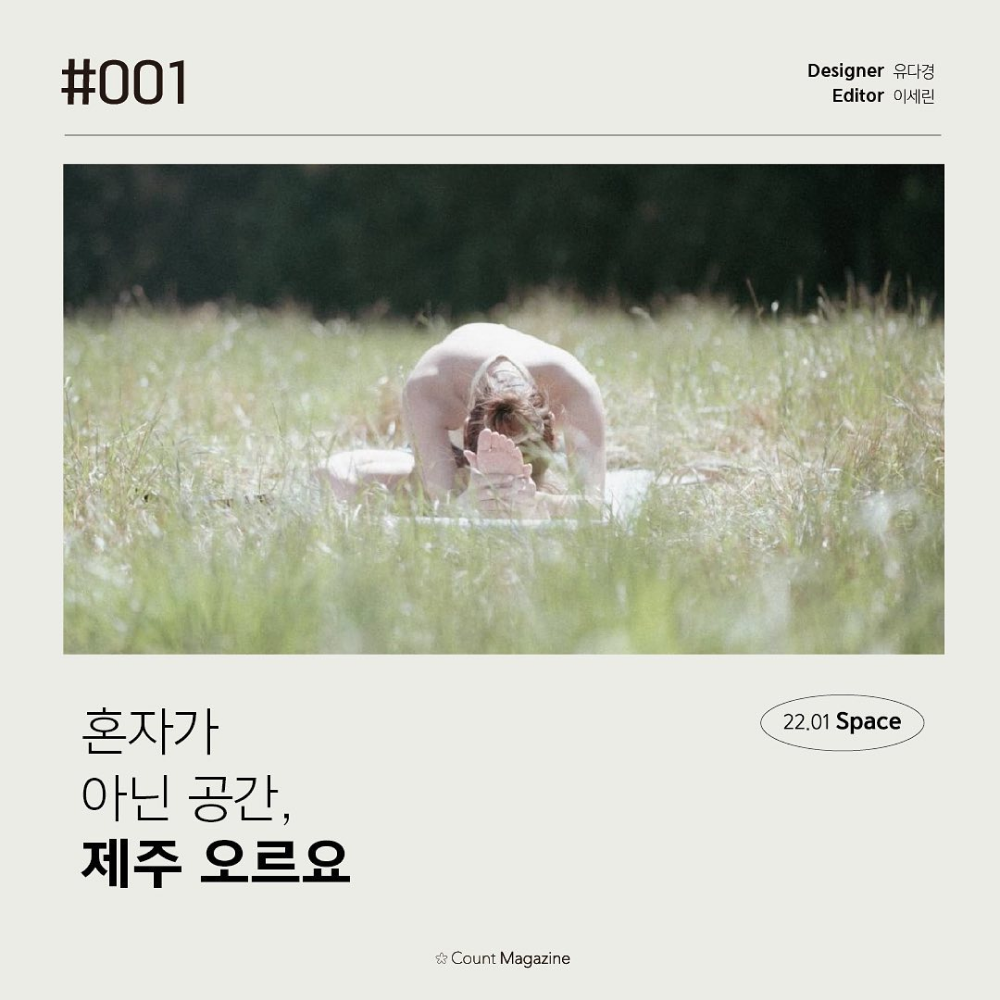 #001
Designer 유다경
Editor 이세린
혼자가
아닌 공간,
제주 오르요
22.01 Space
Count Magazine